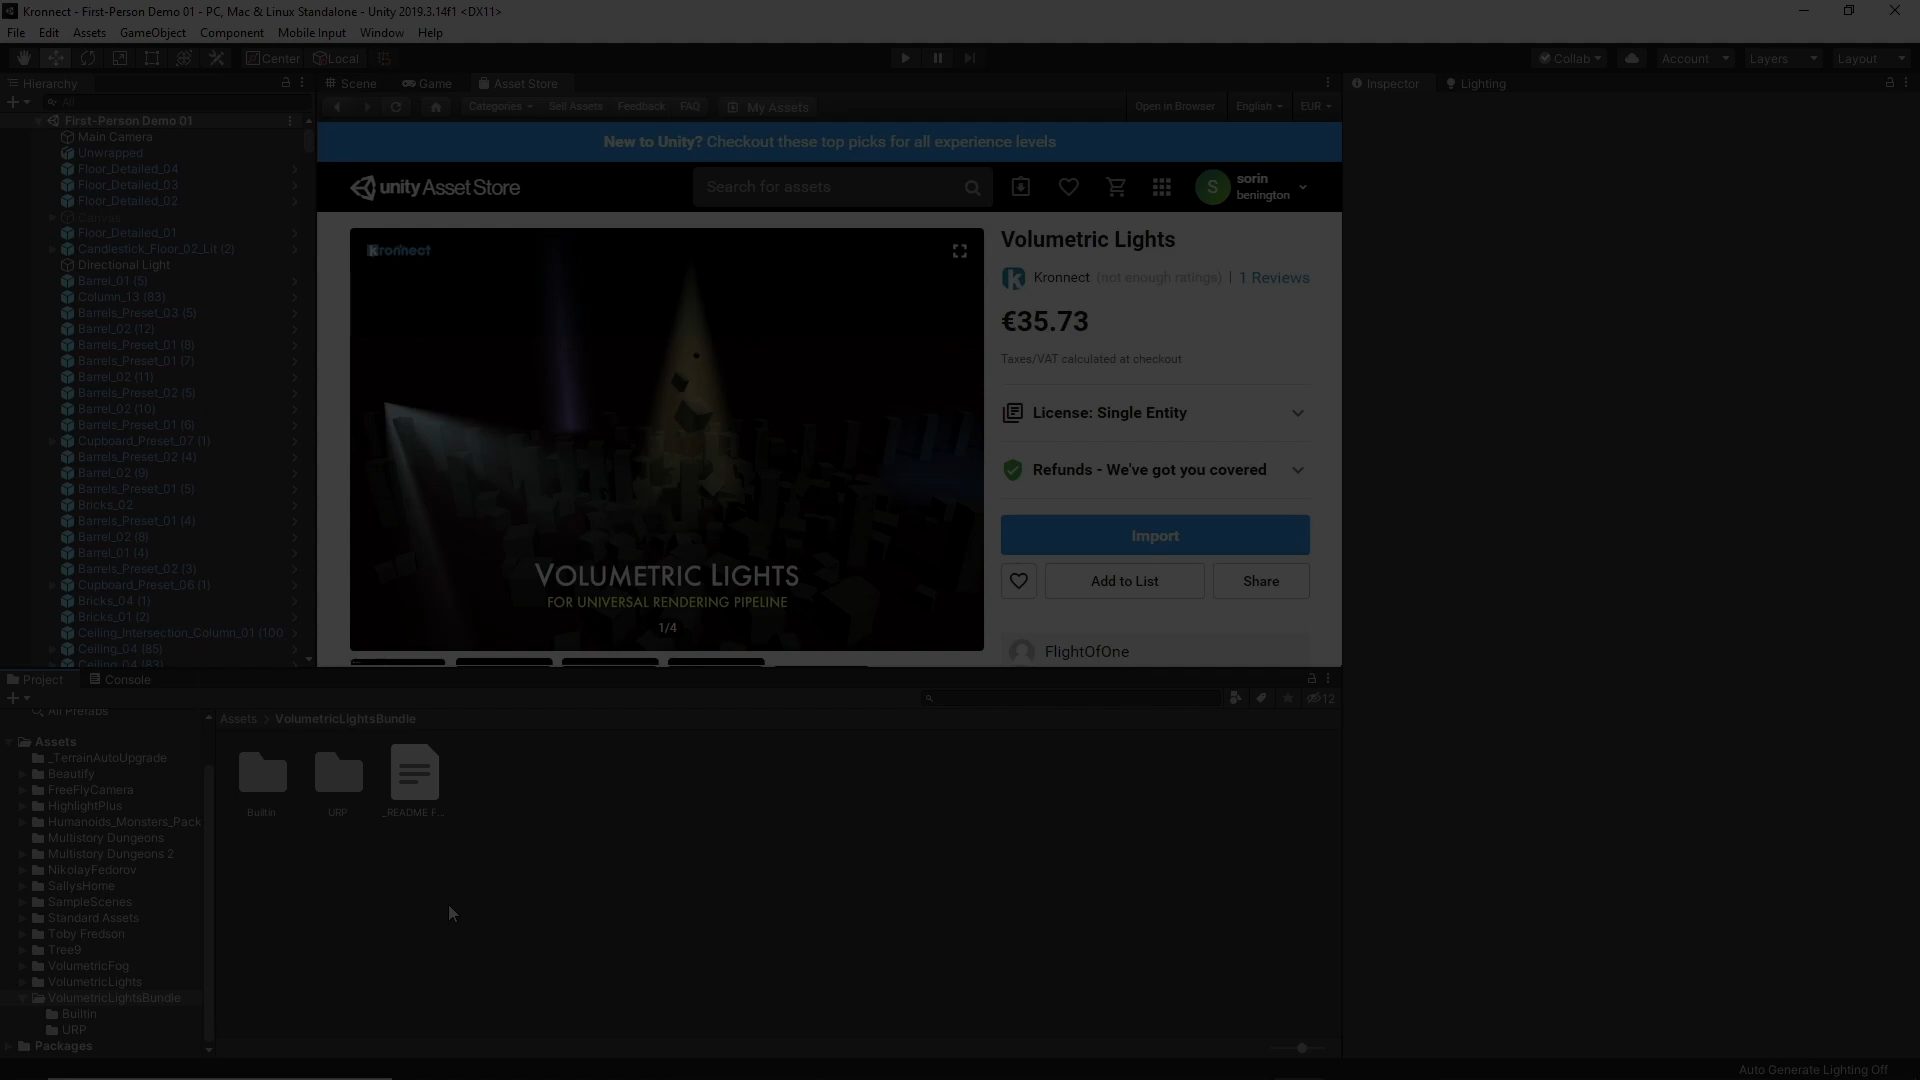 Kronnect - First-Person Demo 01 - PC, Mac & Linux Standalone - Unity 2019.3.14f1 <DX11>
File Edit Assets GameObject Component Mobile Input Window Help
Center Local
Collab Account Layers Layout
Hierarchy
All
First-Person Demo 01
Main Camera
Unwrapped
Floor_Detailed_04
Floor_Detailed_03
Floor_Detailed_02
Canvas
Floor_Detailed_01
Candlestick_Floor_02_Lit (2)
Directional Light
Barrel_01 (5)
Column_13 (83)
Barrels_Preset_03 (5)
Barrel_02 (12)
Barrels_Preset_01 (8)
Barrels_Preset_01 (7)
Barrel_02 (11)
Barrels_Preset_02 (5)
Barrel_02 (10)
Barrels_Preset_01 (6)
Cupboard_Preset_07 (1)
Barrels_Preset_02 (4)
Barrel_02 (9)
Barrels_Preset_01 (5)
Bricks_02
Barrels_Preset_01 (4)
Barrel_02 (8)
Barrel_01 (4)
Barrels_Preset_02 (3)
Cupboard_Preset_06 (1)
Bricks_04 (1)
Bricks_01 (2)
Ceiling_Intersection_Column_01 (100
Ceiling_04 (85)
Ceiling_04 (83)
Scene Game Asset Store
Categories Sell Assets Feedback FAQ My Assets Open in Browser English EUR
New to Unity? Checkout these top picks for all experience levels
unity Asset Store
Search for assets
S
sorin
benington
Kronnect
VOLUMETRIC LIGHTS
FOR UNIVERSAL RENDERING PIPELINE
1/4
Volumetric Lights
Kronnect (not enough ratings) | 1 Reviews
€35.73
Taxes/VAT calculated at checkout
License: Single Entity
Refunds - We've got you covered
Import
Add to List
Share
FlightOfOne
Inspector Lighting
Project Console
12
All Prefabs
Assets
_TerrainAutoUpgrade
Beautify
FreeFlyCamera
HighlightPlus
Humanoids_Monsters_Pack
Multistory Dungeons
Multistory Dungeons 2
NikolayFedorov
SallysHome
SampleScenes
Standard Assets
Toby Fredson
Tree9
VolumetricFog
VolumetricLights
VolumetricLightsBundle
Builtin
URP
Packages
Assets > VolumetricLightsBundle
Builtin
URP
_README F...
Auto Generate Lighting Off